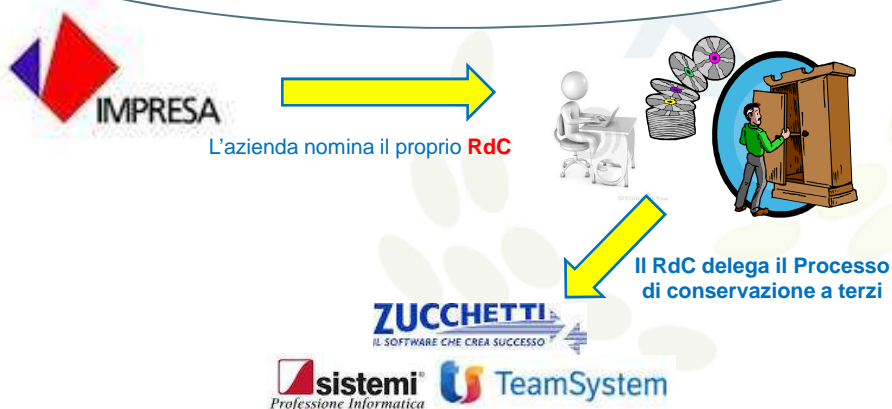 IMPRESA
L'azienda nomina il proprio RdC
Il RdC delega il Processo
di conservazione a terzi
ZUCCHETTI
IL SOFTWARE CHE CREA SUCCESSO
sistemi®
Professione Informatica
TeamSystem